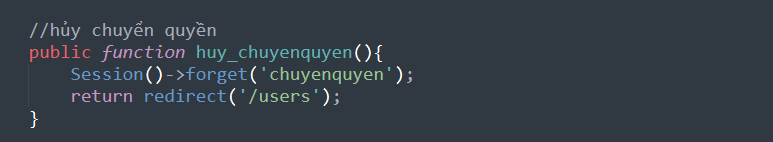 //hủy chuyển quyền
public function huy_chuyenquyen(){
Session()->forget('chuyenquyen');
return redirect('/users');
}